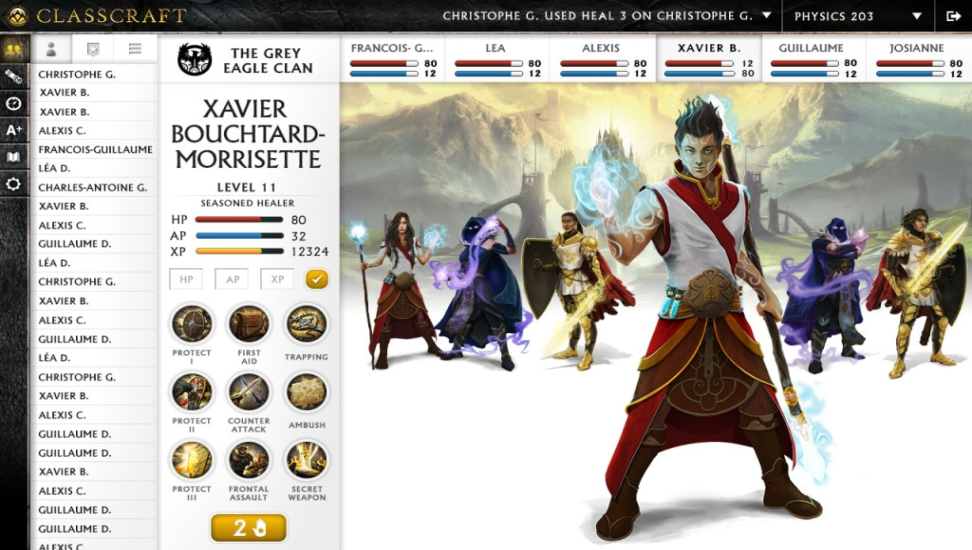 CLASSCRAFT
CHRISTOPHE G. USED HEAL 3 ON CHRISTOPHE G.
PHYSICS 203
A+
CHRISTOPHE G.
XAVIER B.
XAVIER B.
ALEXIS C.
FRANCOIS-GUILLAUME
LÉA D.
CHARLES-ANTOINE G.
XAVIER B.
ALEXIS C.
GUILLAUME D.
LÉA D.
CHRISTOPHE G.
XAVIER B.
ALEXIS C.
GUILLAUME D.
LÉA D.
CHRISTOPHE G.
XAVIER B.
ALEXIS C.
GUILLAUME D.
GUILLAUME D.
XAVIER B.
ALEXIS C.
GUILLAUME D.
GUILLAUME D.
ALEXIS C.
THE GREY
EAGLE CLAN
XAVIER
BOUCHTARD-
MORRISETTE
LEVEL 11
SEASONED HEALER
HP 80
AP 32
XP 12324
HP AP XP
PROTECT
I
FIRST
AID
TRAPPING
PROTECT
II
COUNTER
ATTACK
AMBUSH
PROTECT
III
FRONTAL
ASSAULT
SECRET
WEAPON
2
FRANCOIS- G...
80
12
LEA
80
12
ALEXIS
80
12
XAVIER B.
12
80
GUILLAUME
80
12
JOSIANNE
80
12